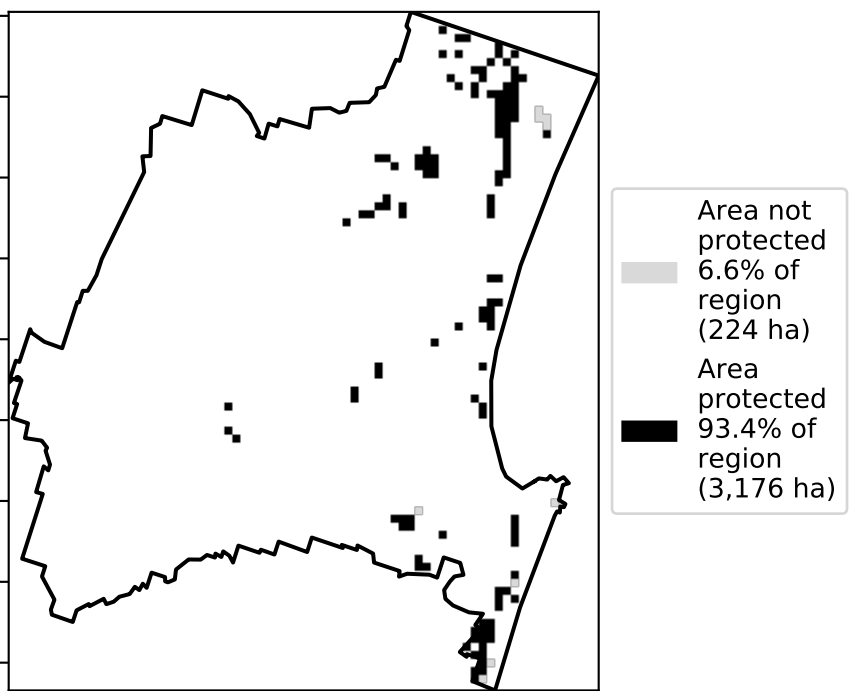 Area not
protected
6.6% of
region
(224 ha)
Area
protected
93.4% of
region
(3,176 ha)